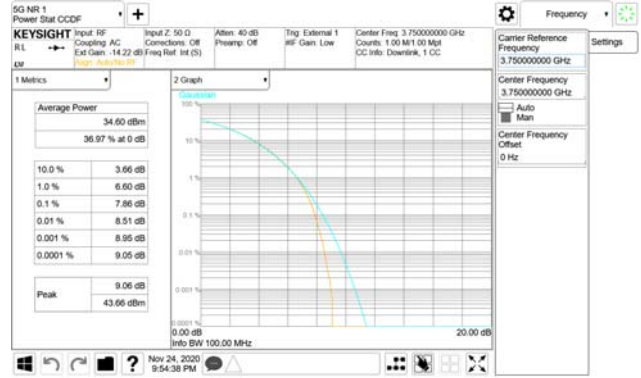 5G NR 1
Power Stat CCDF
Frequency
KEYSIGHT
RL
Input: RF
Coupling: AC
Ext Gain: -14.22 dB
Align: Auto/No RF
Input Z: 50 Ω
Corrections: Off
Freq Ref: Int (S)
Atten: 40 dB
Preamp: Off
Trig: External 1
#IF Gain: Low
Center Freq: 3.750000000 GHz
Counts: 1.00 M/1.00 Mpt
CC Info: Downlink, 1 CC
Carrier Reference
Frequency
3.750000000 GHz
Settings
Center Frequency
3.750000000 GHz
Auto
Man
Center Frequency
Offset
0 Hz
1 Metrics
Average Power
34.60 dBm
36.97 % at 0 dB
10.0 % 3.66 dB
1.0 % 6.60 dB
0.1 % 7.86 dB
0.01 % 8.51 dB
0.001 % 8.95 dB
0.0001 % 9.05 dB
Peak
9.06 dB
43.66 dBm
2 Graph
Gaussian
100 %
10 %
1 %
0.1 %
0.01 %
0.001 %
0.0001 %
0.00 dB
20.00 dB
Info BW 100.00 MHz
Nov 24, 2020
9:54:38 PM